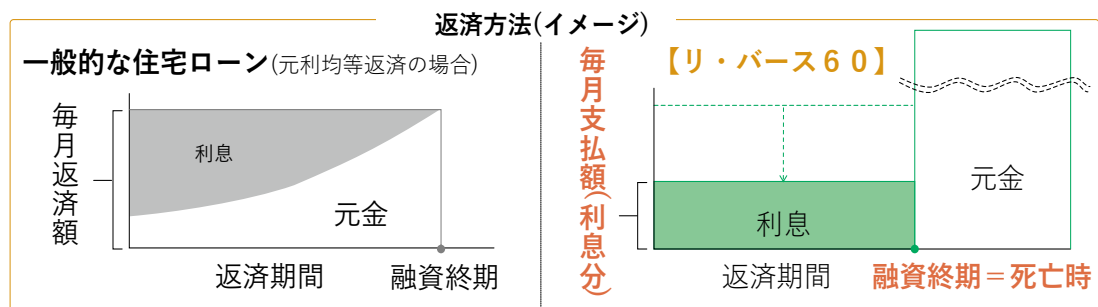 返済方法(イメージ)
一般的な住宅ローン(元利均等返済の場合)
毎月返済額
利息
元金
返済期間
融資終期
【リ・バース６０】
毎月支払額(利息分)
利息
元金
返済期間
融資終期＝死亡時